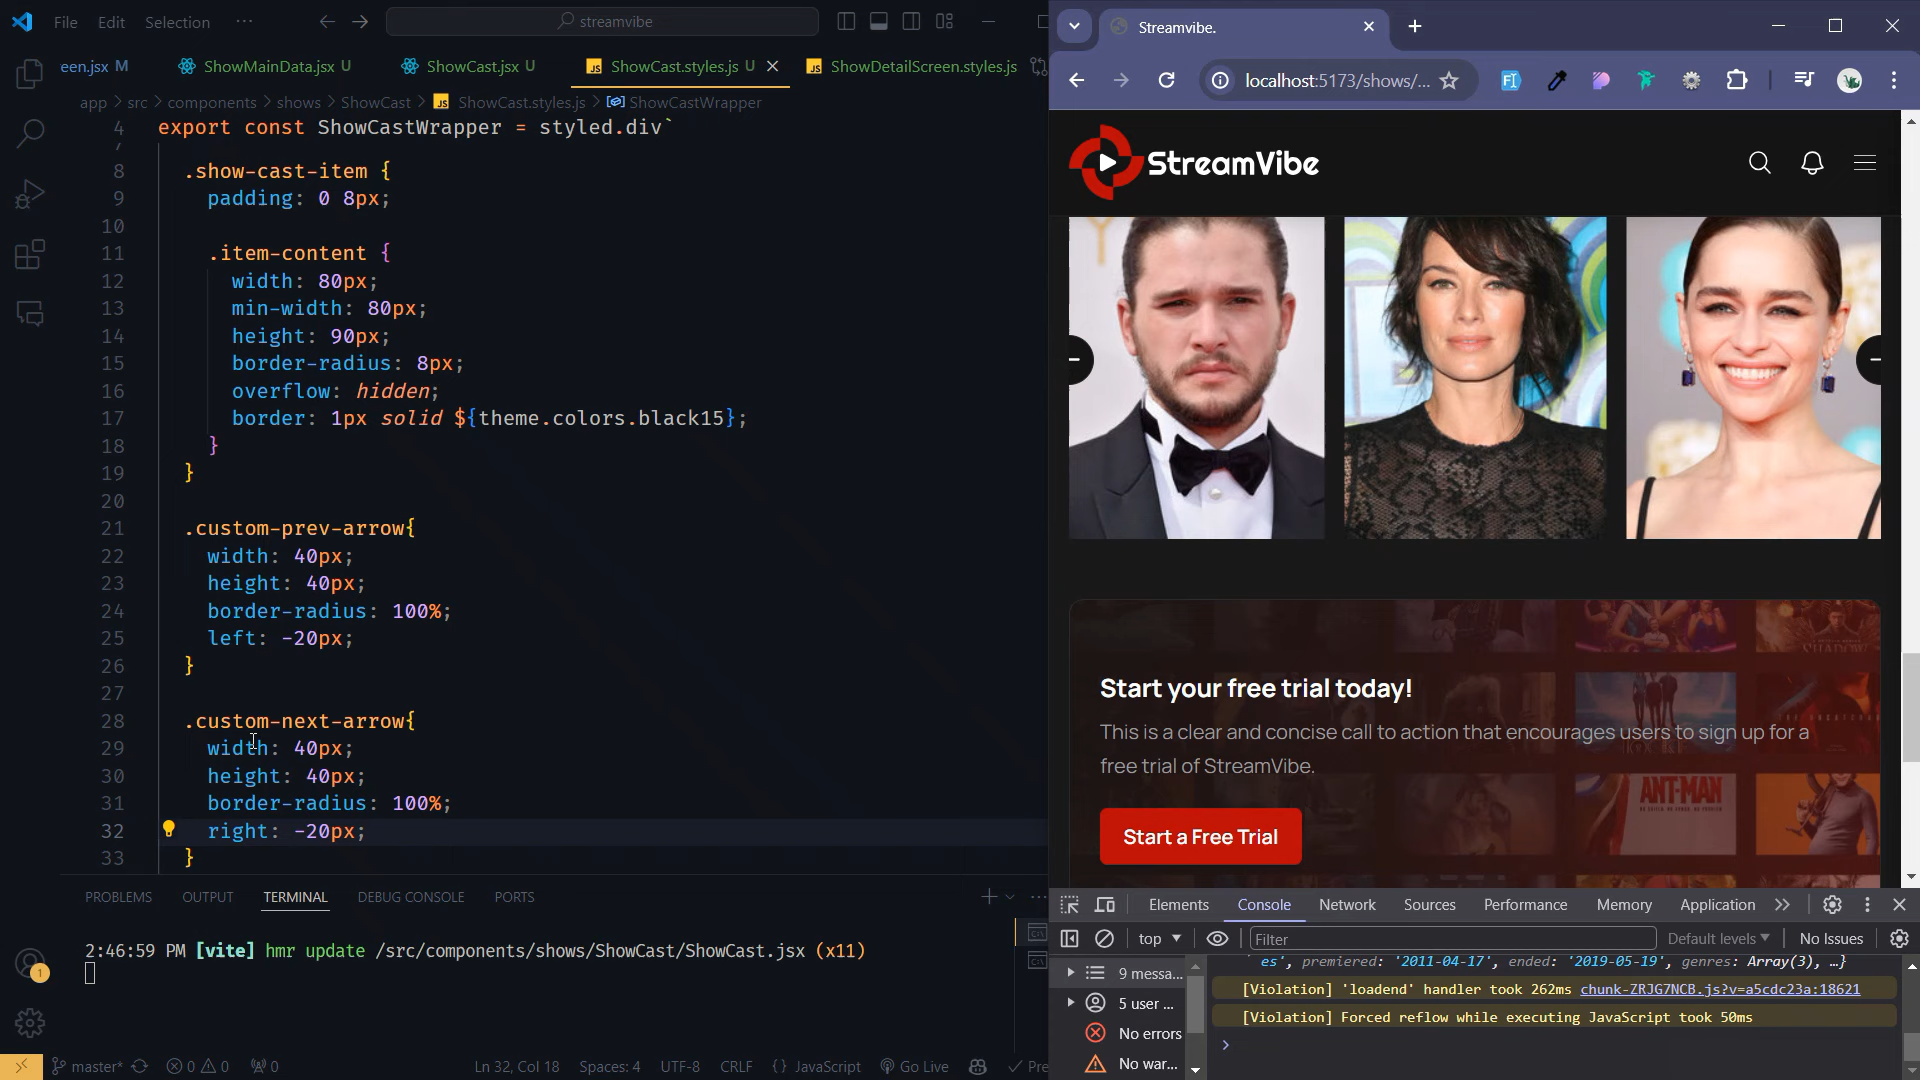 File Edit Selection ...
streamvibe
een.jsx M
ShowMainData.jsx U
ShowCast.jsx U
ShowCast.styles.js U
ShowDetailScreen.styles.js
app > src > components > shows > ShowCast > ShowCast.styles.js > ShowCastWrapper
4 export const ShowCastWrapper = styled.div`
7
8 .show-cast-item {
9 padding: 0 8px;
10
11 .item-content {
12 width: 80px;
13 min-width: 80px;
14 height: 90px;
15 border-radius: 8px;
16 overflow: hidden;
17 border: 1px solid ${theme.colors.black15};
18 }
19 }
20
21 .custom-prev-arrow{
22 width: 40px;
23 height: 40px;
24 border-radius: 100%;
25 left: -20px;
26 }
27
28 .custom-next-arrow{
29 width: 40px;
30 height: 40px;
31 border-radius: 100%;
32 right: -20px;
33 }
PROBLEMS OUTPUT TERMINAL DEBUG CONSOLE PORTS
2:46:59 PM [vite] hmr update /src/components/shows/ShowCast/ShowCast.jsx (x11)
1
master* 0 0 0 Ln 32, Col 18 Spaces: 4 UTF-8 CRLF {} JavaScript Go Live Pre
Streamvibe.
localhost:5173/shows/...
StreamVibe
Start your free trial today!
This is a clear and concise call to action that encourages users to sign up for a
free trial of StreamVibe.
Start a Free Trial
ANT-MAN
Elements Console Network Sources Performance Memory Application
top Filter Default levels No Issues
9 messa...
5 user ...
No errors
No war...
es', premiered: '2011-04-17', ended: '2019-05-19', genres: Array(3), …}
[Violation] 'loadend' handler took 262ms chunk-ZRJG7NCB.js?v=a5cdc23a:18621
[Violation] Forced reflow while executing JavaScript took 50ms